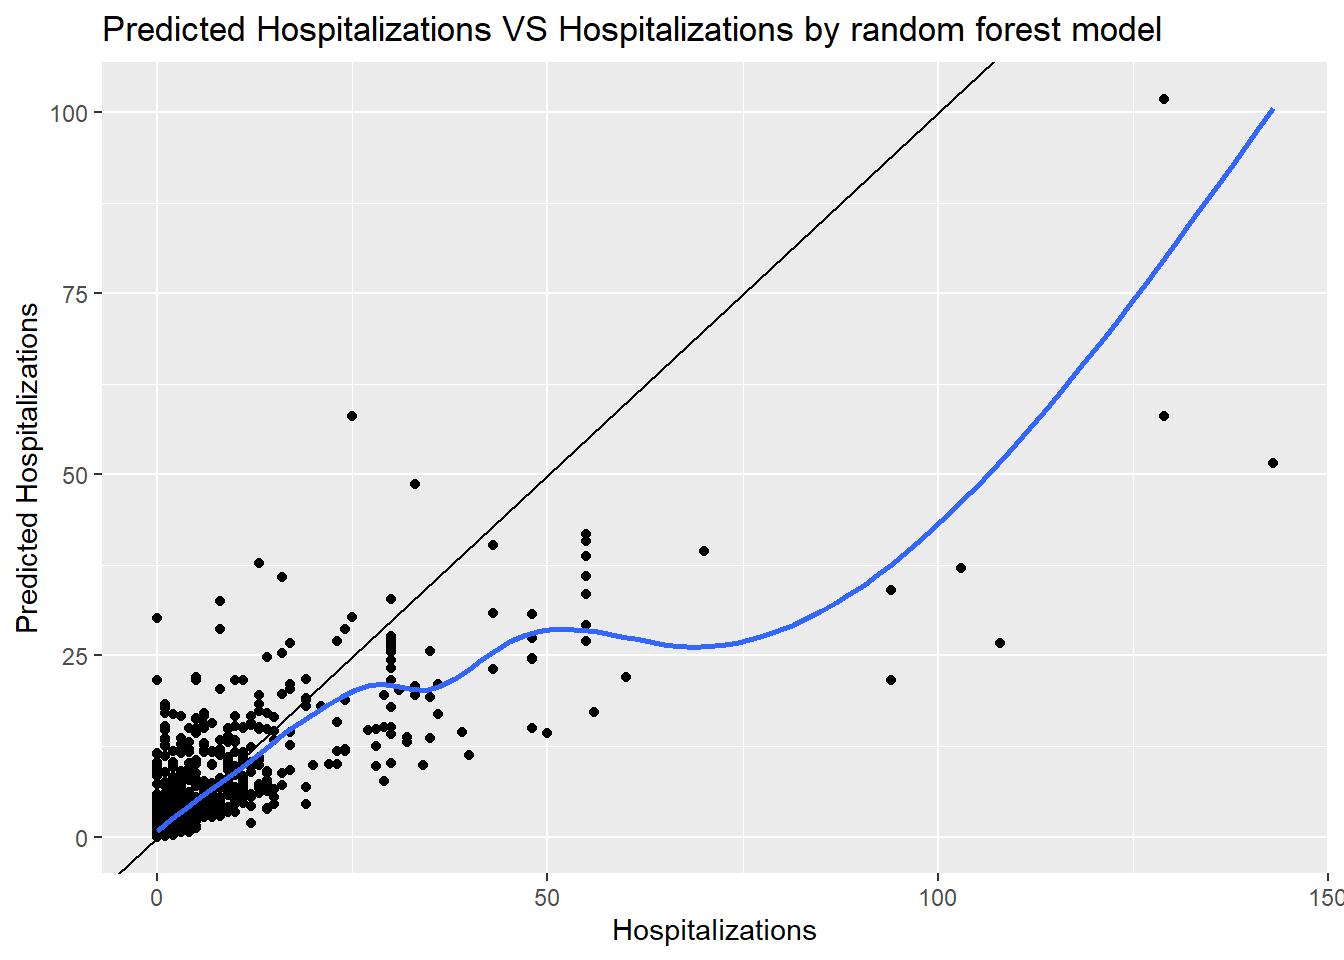 Predicted Hospitalizations VS Hospitalizations by random forest model
Predicted Hospitalizations
100
75
50
25
0
0 50 100 150
Hospitalizations